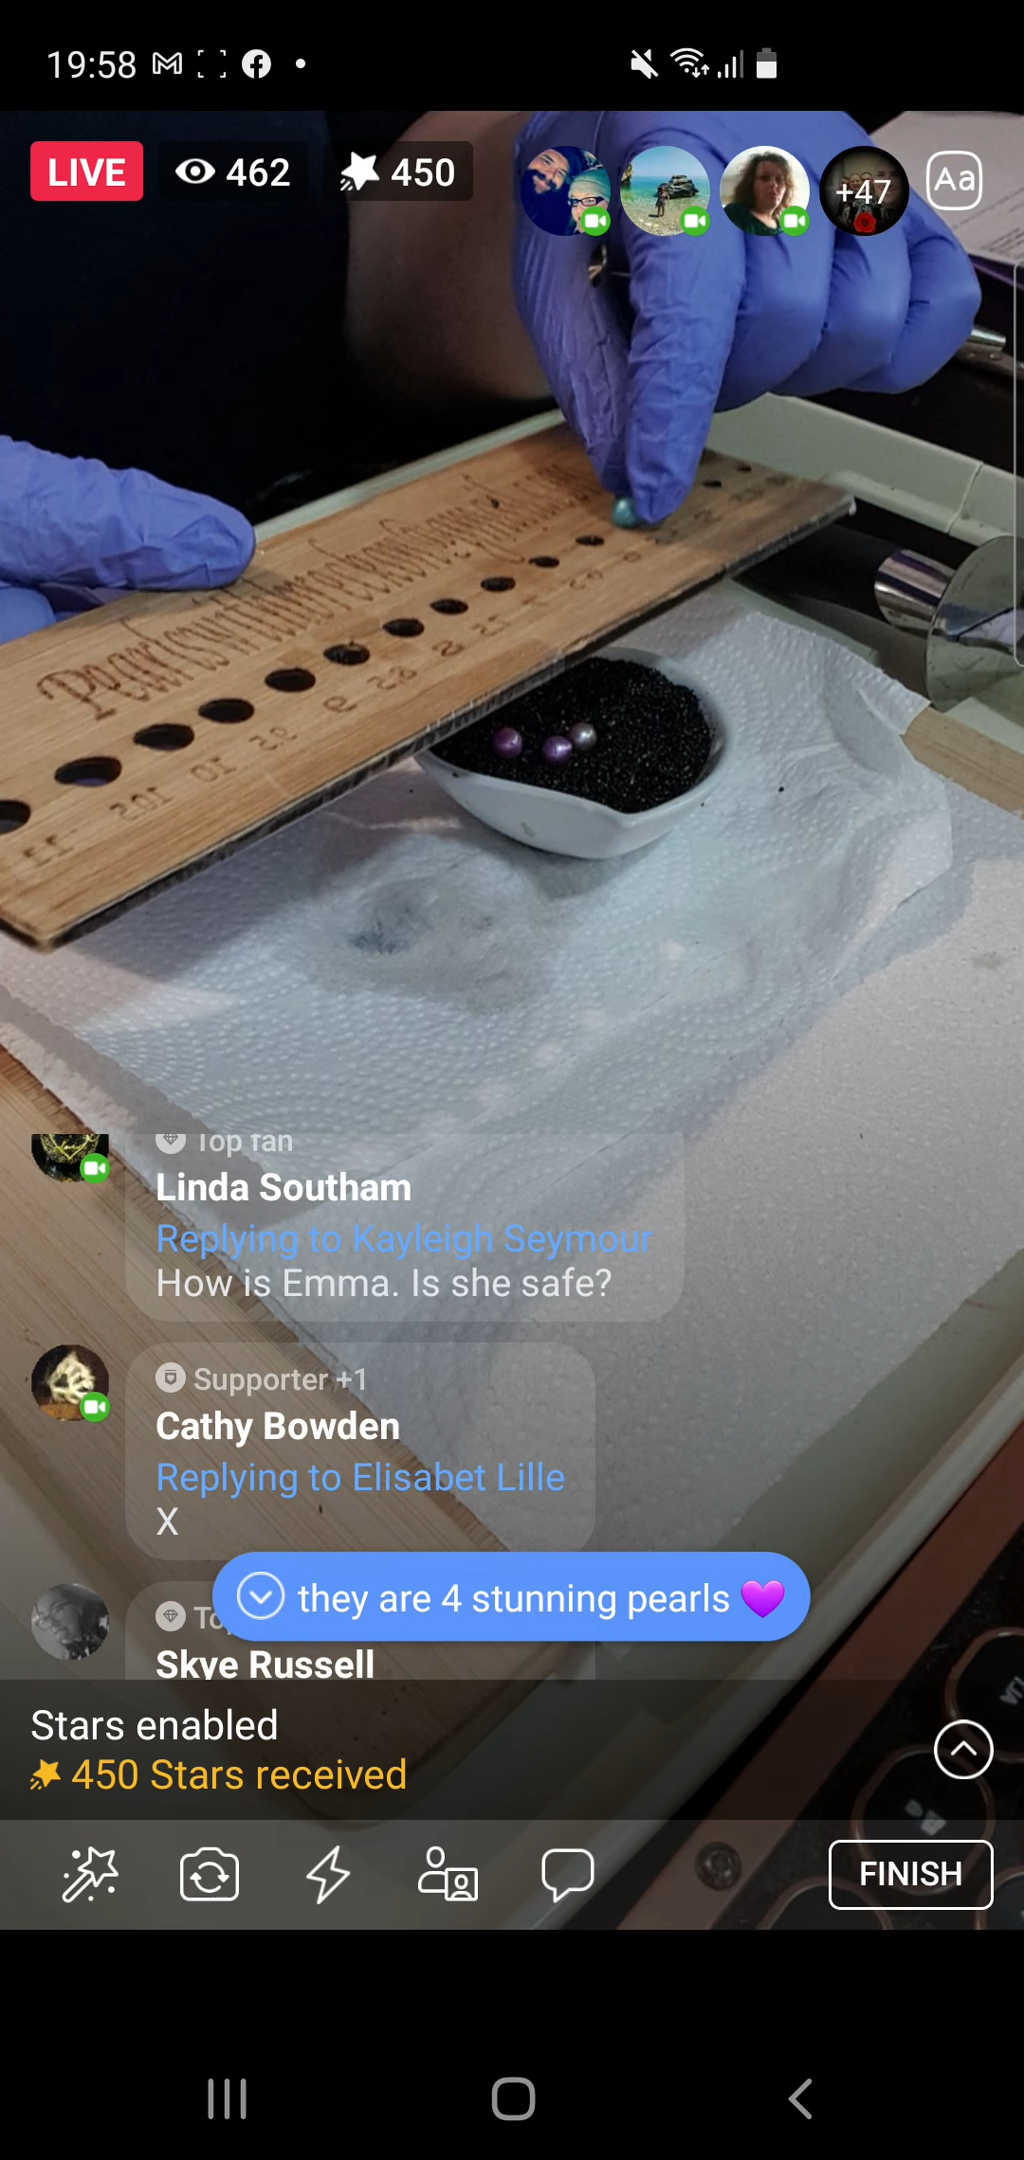 19:58
LIVE 462 450
+47 Aa
Top fan
Linda Southam
Replying to Kayleigh Seymour
How is Emma. Is she safe?
Supporter +1
Cathy Bowden
Replying to Elisabet Lille
X
they are 4 stunning pearls 💜
Skye Russell
Stars enabled
450 Stars received
FINISH